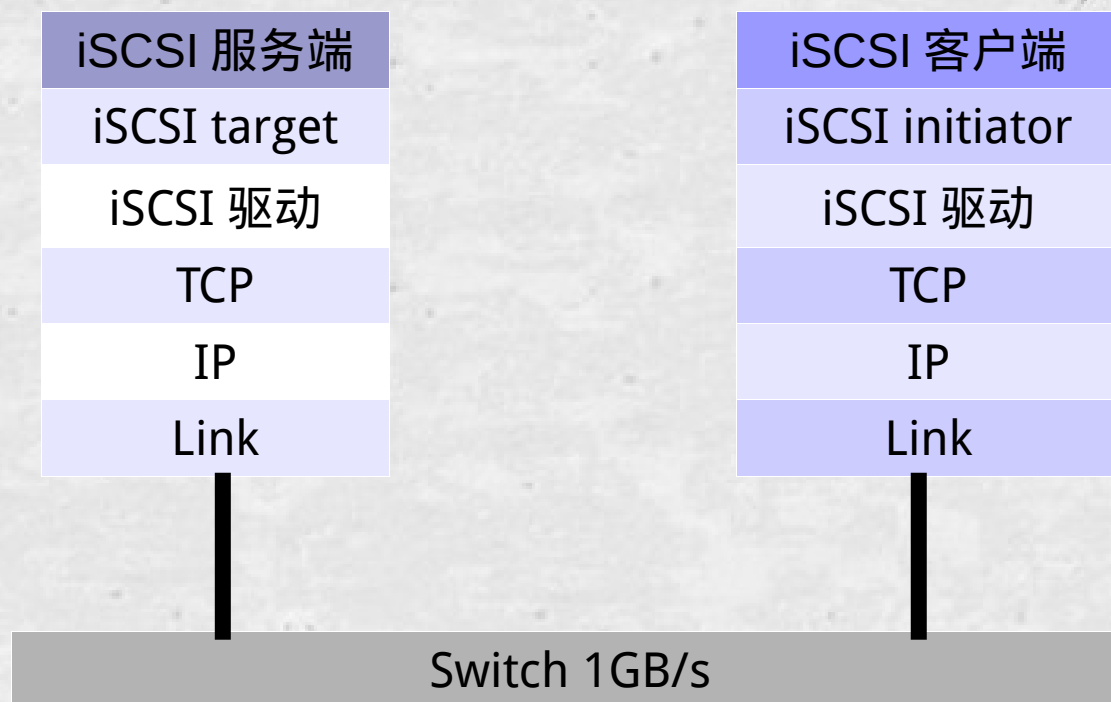 iSCSI 服务端
iSCSI target
iSCSI 驱动
TCP
IP
Link
iSCSI 客户端
iSCSI initiator
iSCSI 驱动
TCP
IP
Link
Switch 1GB/s